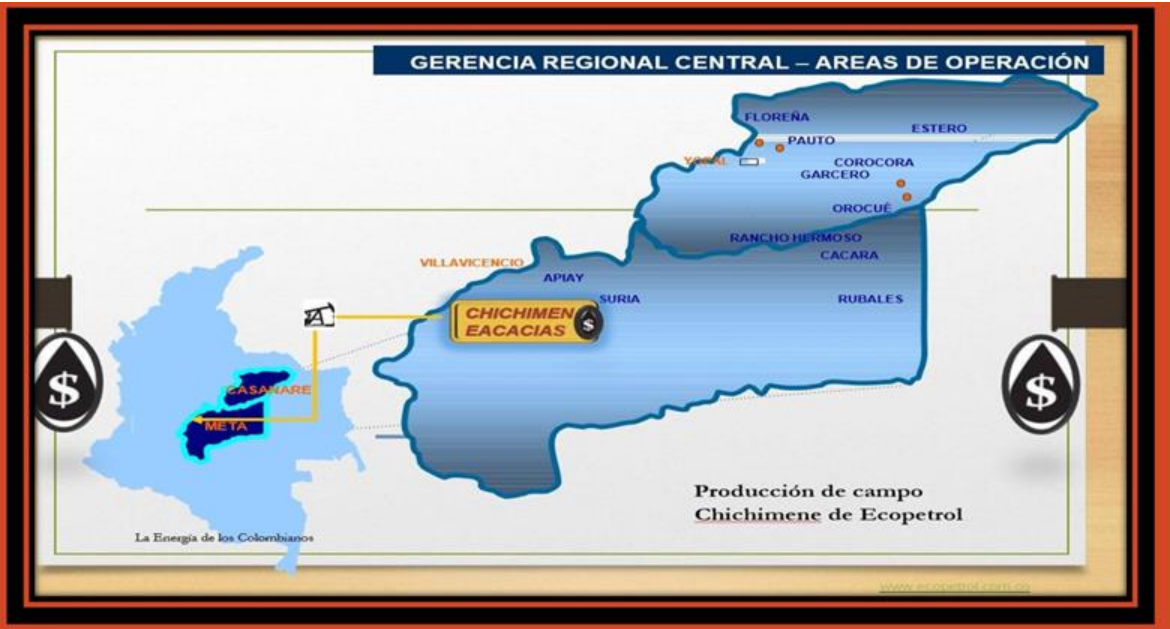 GERENCIA REGIONAL CENTRAL – AREAS DE OPERACIÓN
FLOREÑA
ESTERO
PAUTO
YOPAL
COROCORA
GARCERO
OROCUÉ
RANCHO HERMOSO
CACARA
VILLAVICENCIO
APIAY
SURIA
RUBALES
CHICHIMEN
EACACIAS
$
CASANARE
META
$
$
Producción de campo
Chichimene de Ecopetrol
La Energía de los Colombianos
www.ecopetrol.com.co